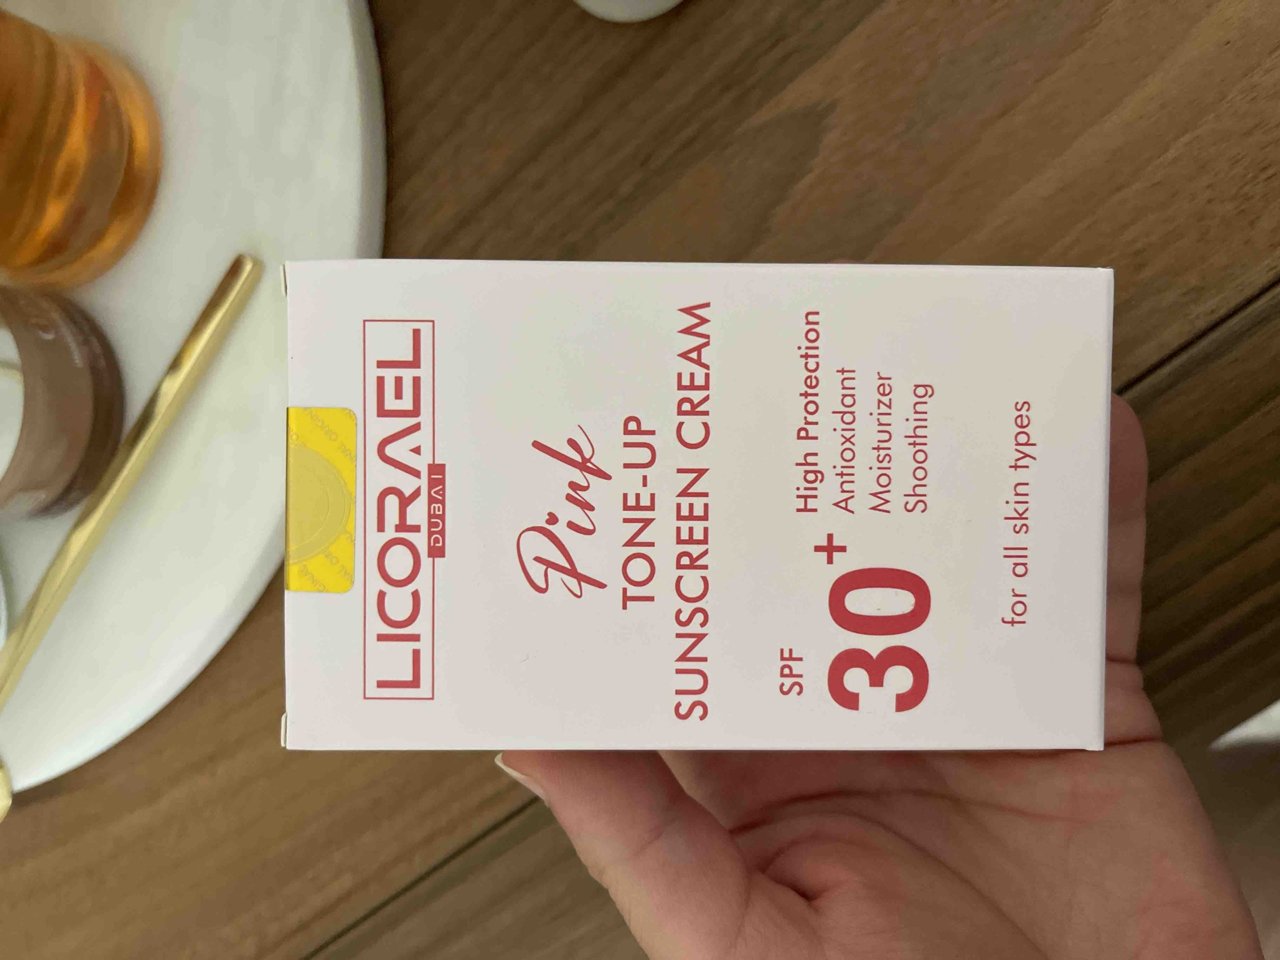 LICORAEL
DUBAI
Pink
TONE-UP
SUNSCREEN CREAM
SPF
30+
High Protection
Antioxidant
Moisturizer
Shoothing
for all skin types